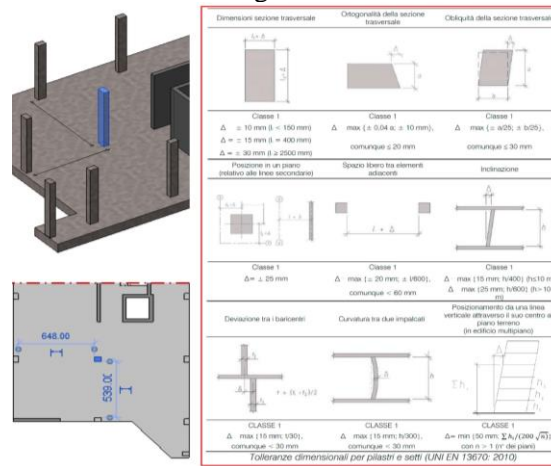 Dimensioni sezione trasversale
Ortogonalità della sezione
trasversale
Obliquità della sezione trasversale
Classe 1
Δ ± 10 mm (l < 150 mm)
Δ = ± 15 mm (l = 400 mm)
Δ = ± 30 mm (l ≥ 2500 mm)
Classe 1
Δ max {± 0,04 a; ± 10 mm},
comunque ≤ 20 mm
Classe 1
Δ max {± a/25; ± b/25},
comunque ≤ 30 mm
Posizione in un piano
(relativo alle linee secondarie)
Spazio libero tra elementi
adiacenti
Inclinazione
l + Δ
Classe 1
Δ = ± 25 mm
Classe 1
Δ max {± 20 mm; ± l/600},
comunque < 60 mm
Classe 1
Δ max {15 mm; h/400} (h≤10 m
Δ max {25 mm; h/600} (h>10
m)
Deviazione tra i baricentri
Curvatura tra due impalcati
Posizionamento da una linea
verticale attraverso il suo centro a
piano terreno
(in edificio multipiano)
CLASSE 1
Δ max {15 mm; t/30},
comunque < 30 mm
CLASSE 1
Δ max {15 mm; h/300},
comunque < 30 mm
CLASSE 1
Δ= min {50 mm; ∑ hᵢ/(200 √n)}
con n > 1 (n° dei piani)
Tolleranze dimensionali per pilastri e setti (UNI EN 13670: 2010)
648.00
539.00